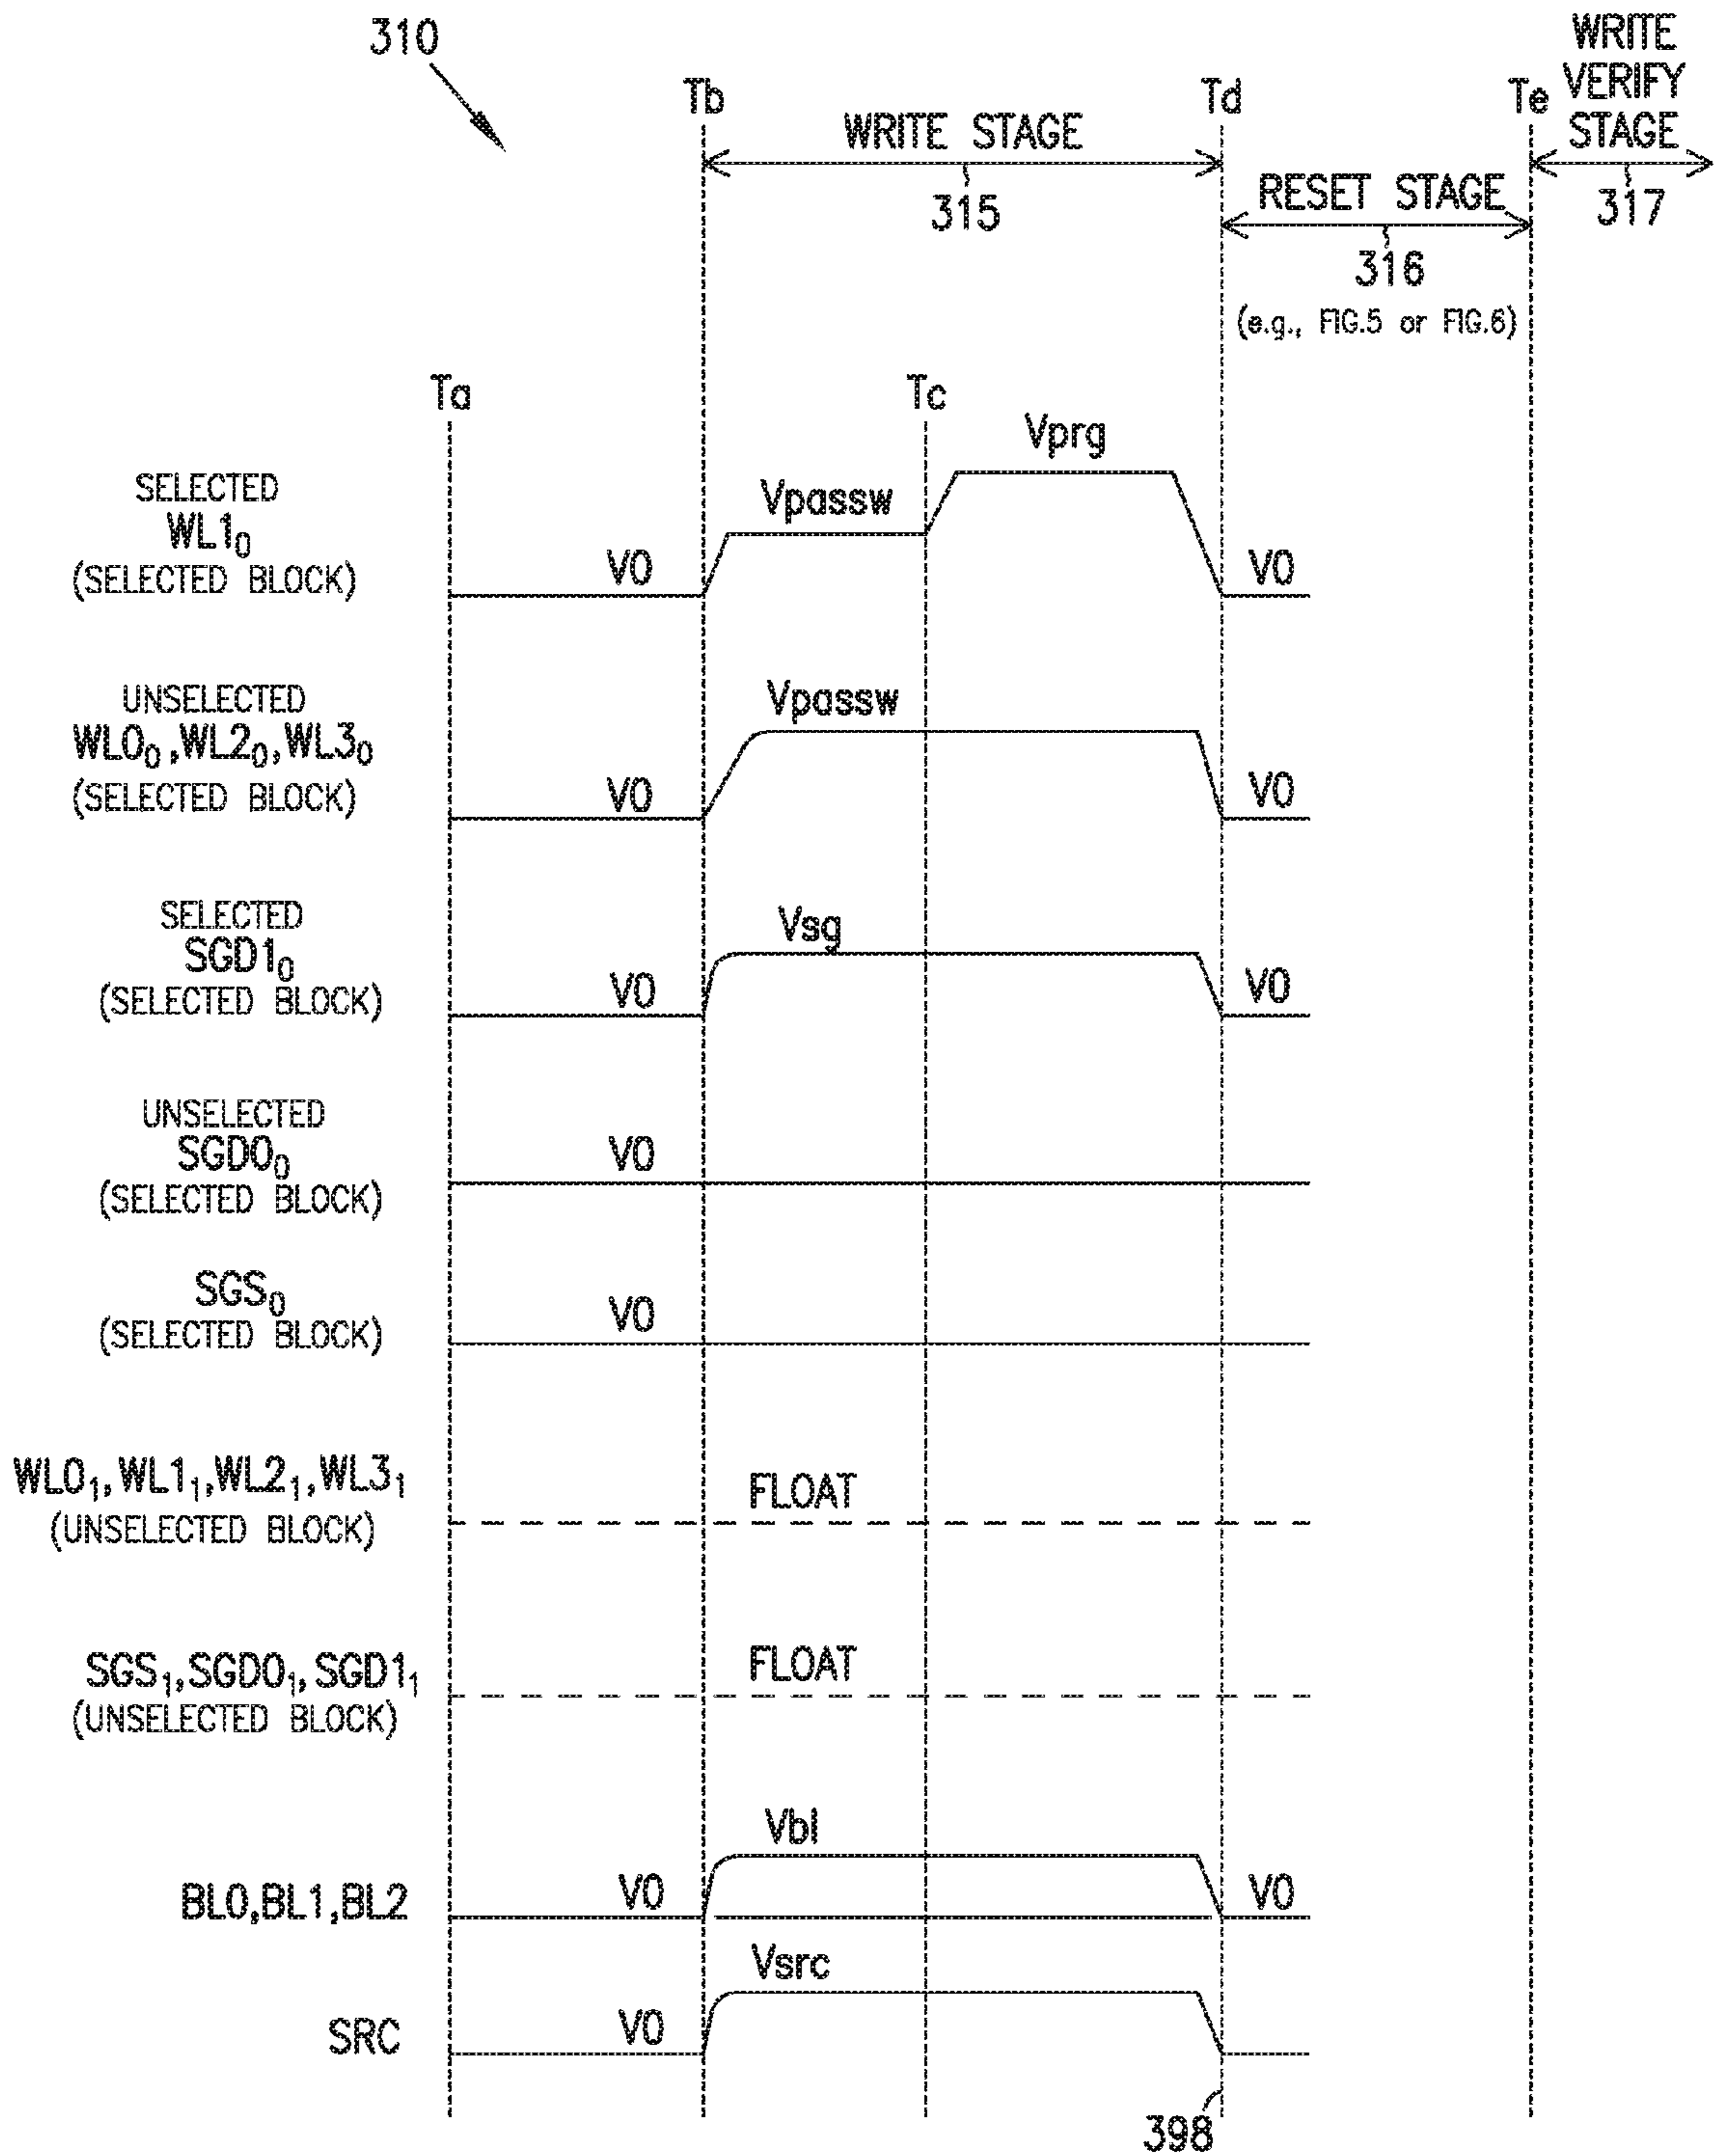 310
WRITE
VERIFY
STAGE
Tb
Td
Te
WRITE STAGE
315
RESET STAGE
317
316
(e.g., FIG.5 or FIG.6)
Ta
Tc
Vprg
SELECTED
WL1₀
(SELECTED BLOCK)
V0
Vpassw
V0
UNSELECTED
WL0₀,WL2₀,WL3₀
(SELECTED BLOCK)
V0
Vpassw
V0
SELECTED
SGD1₀
(SELECTED BLOCK)
V0
Vsg
V0
UNSELECTED
SGD0₀
(SELECTED BLOCK)
V0
SGS₀
(SELECTED BLOCK)
V0
WL0₁,WL1₁,WL2₁,WL3₁
(UNSELECTED BLOCK)
FLOAT
SGS₁,SGD0₁,SGD1₁
(UNSELECTED BLOCK)
FLOAT
Vbl
BL0,BL1,BL2
V0
V0
Vsrc
SRC
V0
398